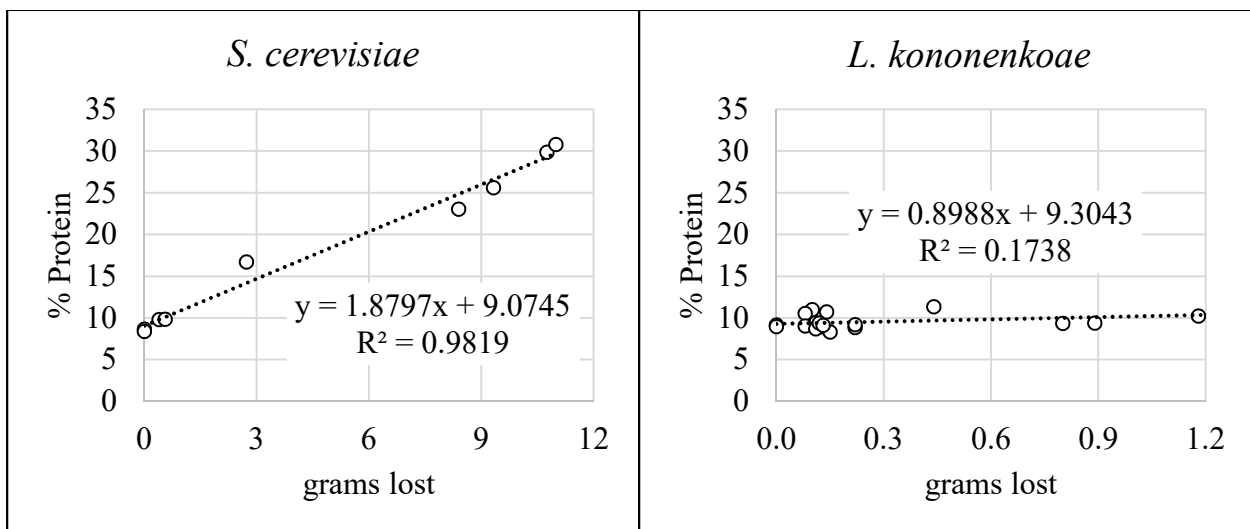 S. cerevisiae
35
30
25
20
15
10
5
0
% Protein
y = 1.8797x + 9.0745
R² = 0.9819
0 3 6 9 12
grams lost
L. kononenkoae
35
30
25
20
15
10
5
0
% Protein
y = 0.8988x + 9.3043
R² = 0.1738
0.0 0.3 0.6 0.9 1.2
grams lost